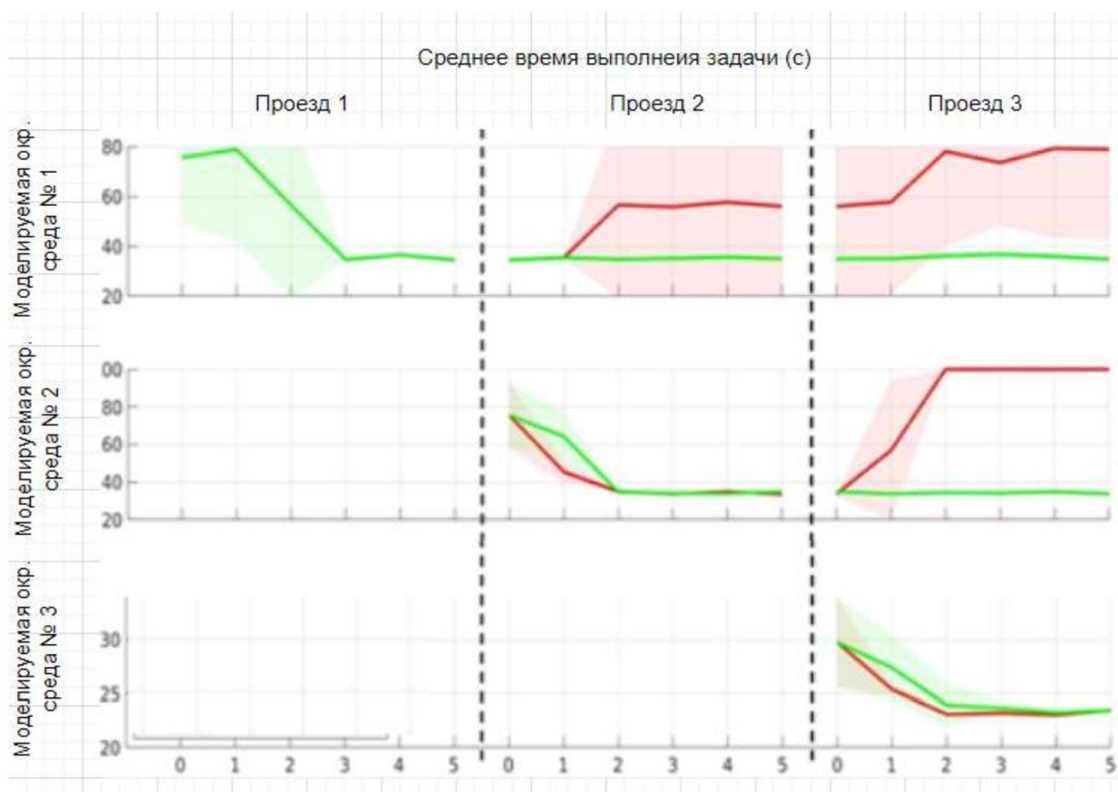 Среднее время выполнеия задачи (с)
Проезд 1
Проезд 2
Проезд 3
Моделируемая окр.
среда № 1
80
60
40
20
Моделируемая окр.
среда № 2
00
80
60
40
20
Моделируемая окр.
среда № 3
30
25
20
0 1 2 3 4 5 0 1 2 3 4 5 0 1 2 3 4 5